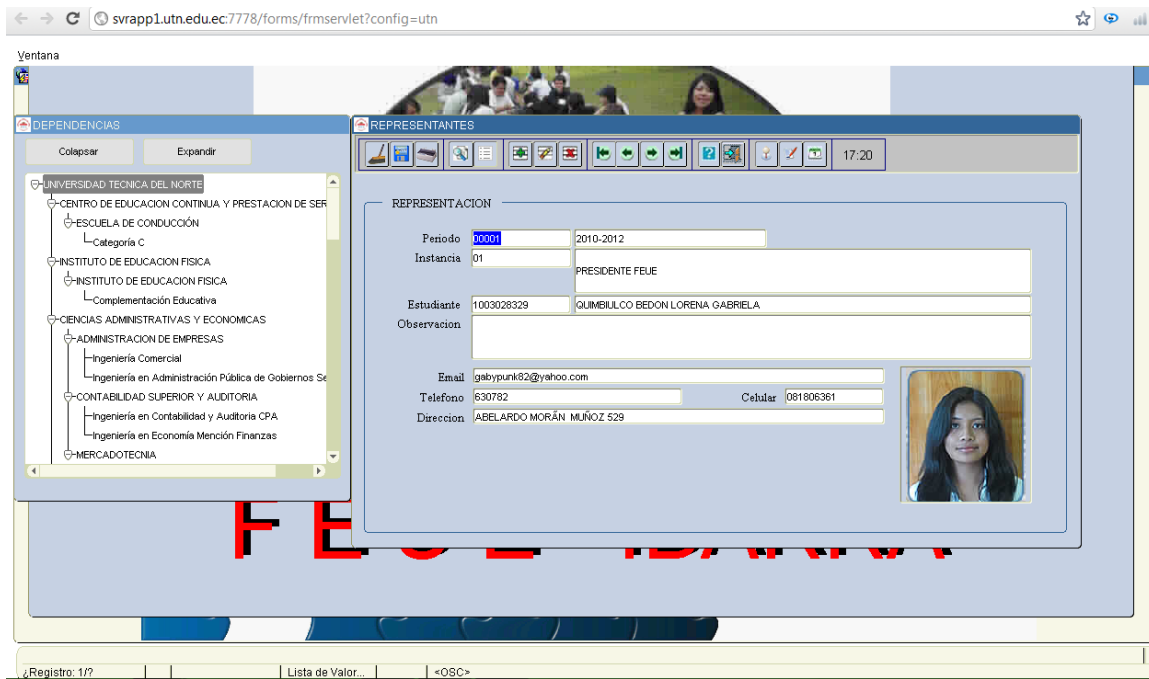 svrapp1.utn.edu.ec:7778/forms/frmservlet?config=utn
Ventana
DEPENDENCIAS
Colapsar Expandir
UNIVERSIDAD TECNICA DEL NORTE
CENTRO DE EDUCACION CONTINUA Y PRESTACION DE SER
ESCUELA DE CONDUCCIÓN
Categoría C
INSTITUTO DE EDUCACION FISICA
INSTITUTO DE EDUCACION FISICA
Complementación Educativa
CIENCIAS ADMINISTRATIVAS Y ECONOMICAS
ADMINISTRACION DE EMPRESAS
Ingeniería Comercial
Ingeniería en Administración Pública de Gobiernos Se
CONTABILIDAD SUPERIOR Y AUDITORIA
Ingeniería en Contabilidad y Auditoria CPA
Ingeniería en Economía Mención Finanzas
MERCADOTECNIA
REPRESENTANTES
17:20
REPRESENTACION
Periodo 00001 2010-2012
Instancia 01 PRESIDENTE FEUE
Estudiante 1003028329 QUIMBIULCO BEDON LORENA GABRIELA
Observacion
Email gabypunk82@yahoo.com
Telefono 630782 Celular 081806361
Direccion ABELARDO MORÁN MUÑOZ 529
FEUE IBARRA
¿Registro: 1/? Lista de Valor... <OSC>